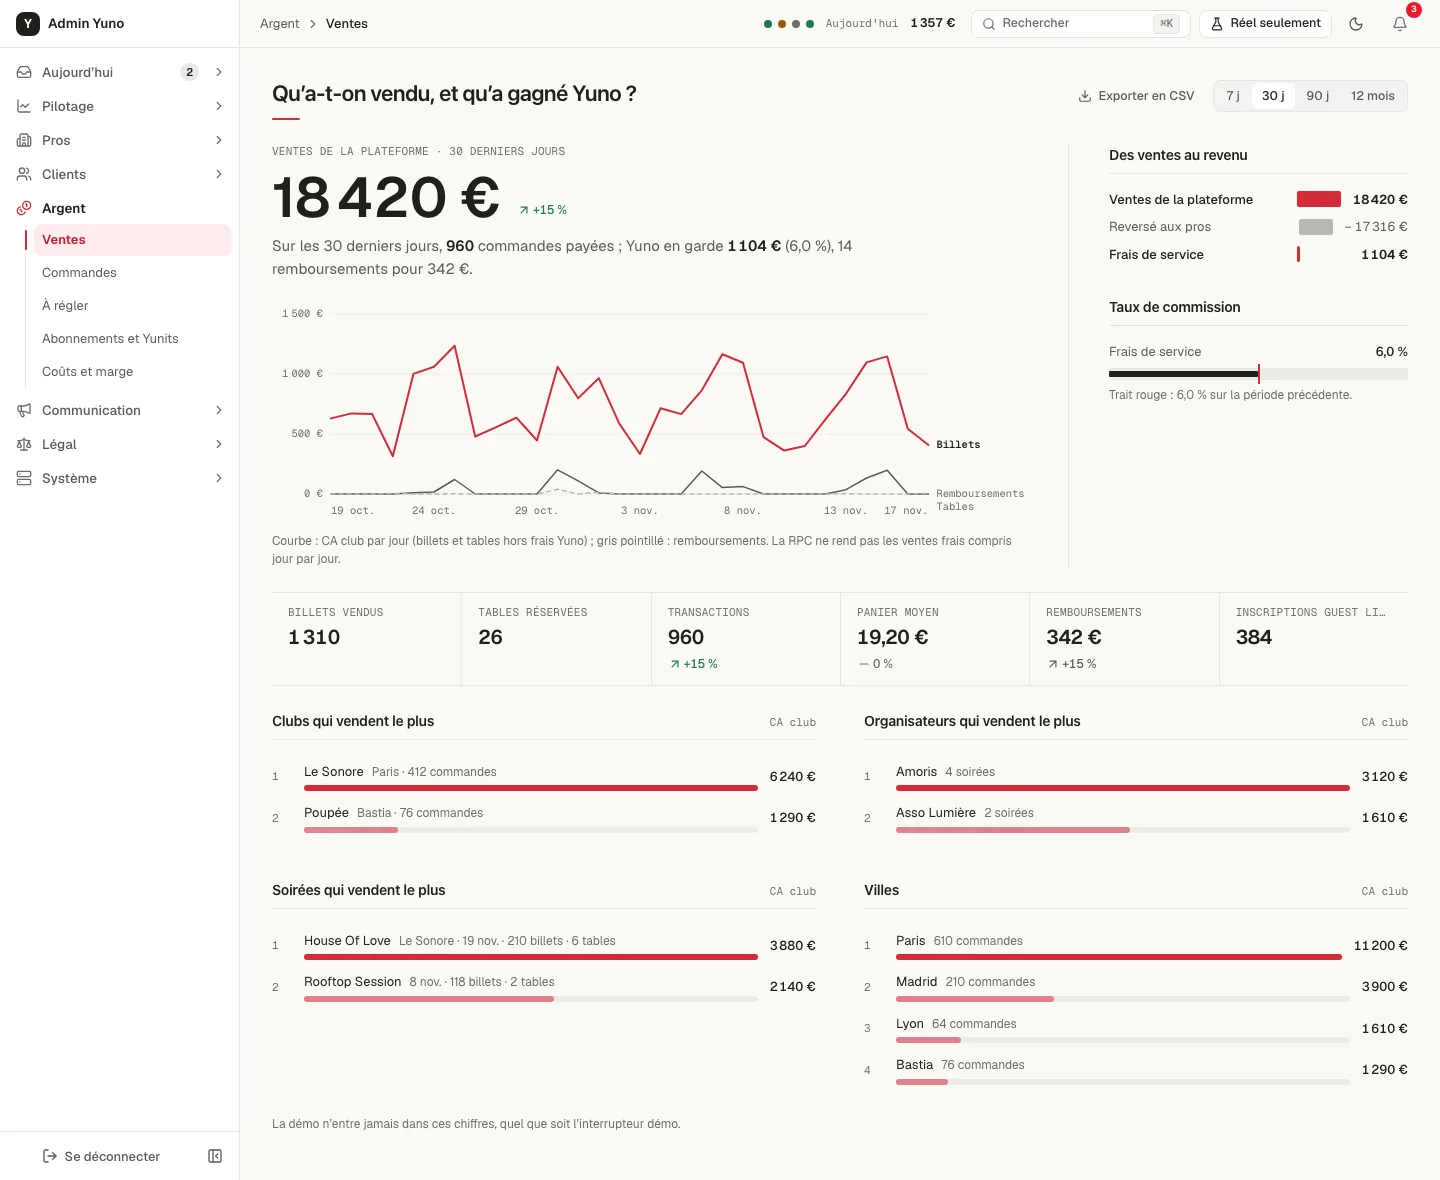 Y Admin Yuno
Argent > Ventes
Aujourd'hui 1 357 €
Rechercher ⌘K
Réel seulement
3
Aujourd'hui 2
Pilotage
Pros
Clients
Argent
Ventes
Commandes
À régler
Abonnements et Yunits
Coûts et marge
Communication
Légal
Système
Se déconnecter
Qu'a-t-on vendu, et qu'a gagné Yuno ?
Exporter en CSV
7 j 30 j 90 j 12 mois
VENTES DE LA PLATEFORME · 30 DERNIERS JOURS
18 420 € +15 %
Sur les 30 derniers jours, 960 commandes payées ; Yuno en garde 1 104 € (6,0 %), 14
remboursements pour 342 €.
1 500 €
1 000 €
500 €
0 €
Billets
Remboursements
Tables
19 oct. 24 oct. 29 oct. 3 nov. 8 nov. 13 nov. 17 nov.
Courbe : CA club par jour (billets et tables hors frais Yuno) ; gris pointillé : remboursements. La RPC ne rend pas les ventes frais compris
jour par jour.
Des ventes au revenu
Ventes de la plateforme 18 420 €
Reversé aux pros − 17 316 €
Frais de service 1 104 €
Taux de commission
Frais de service 6,0 %
Trait rouge : 6,0 % sur la période précédente.
BILLETS VENDUS
1 310
TABLES RÉSERVÉES
26
TRANSACTIONS
960
+15 %
PANIER MOYEN
19,20 €
— 0 %
REMBOURSEMENTS
342 €
+15 %
INSCRIPTIONS GUEST LI…
384
Clubs qui vendent le plus CA club
1 Le Sonore Paris · 412 commandes 6 240 €
2 Poupée Bastia · 76 commandes 1 290 €
Organisateurs qui vendent le plus CA club
1 Amoris 4 soirées 3 120 €
2 Asso Lumière 2 soirées 1 610 €
Soirées qui vendent le plus CA club
1 House Of Love Le Sonore · 19 nov. · 210 billets · 6 tables 3 880 €
2 Rooftop Session 8 nov. · 118 billets · 2 tables 2 140 €
Villes CA club
1 Paris 610 commandes 11 200 €
2 Madrid 210 commandes 3 900 €
3 Lyon 64 commandes 1 610 €
4 Bastia 76 commandes 1 290 €
La démo n'entre jamais dans ces chiffres, quel que soit l'interrupteur démo.